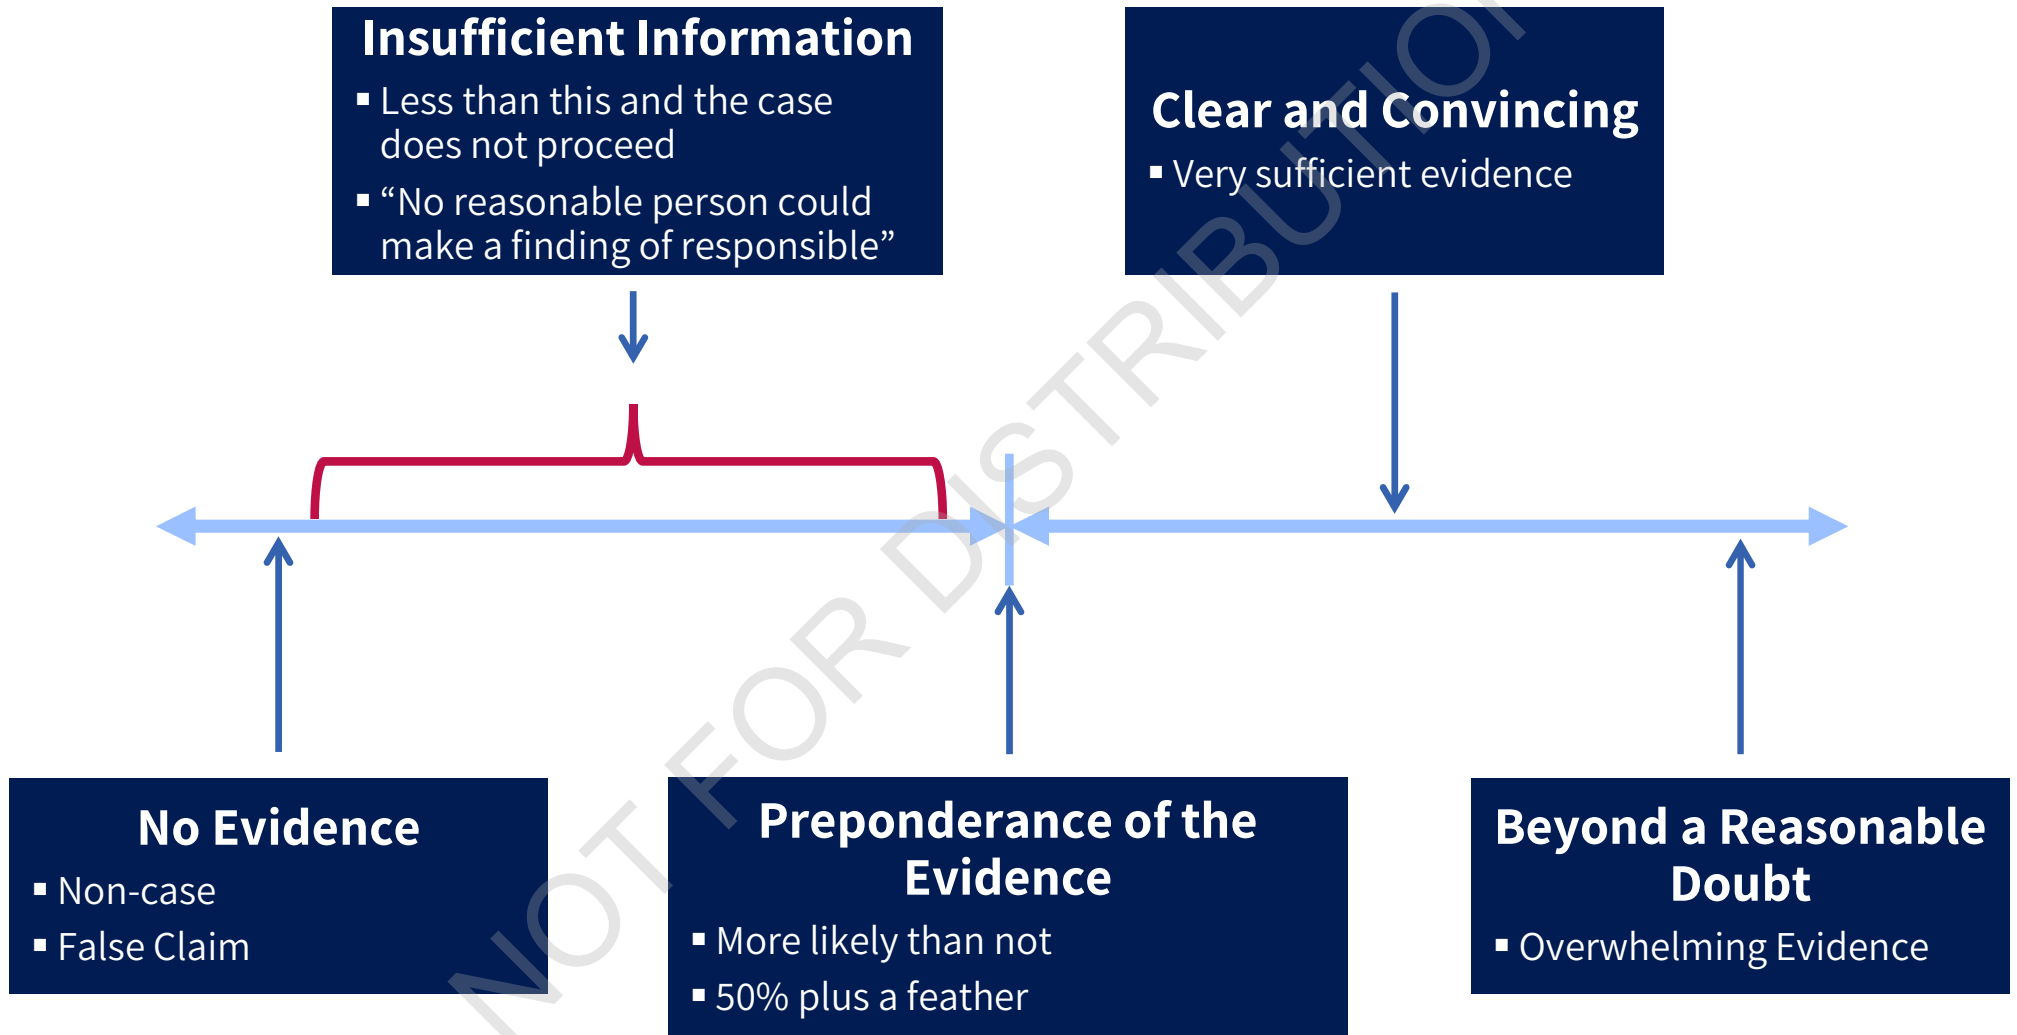 Insufficient Information
▪ Less than this and the case
does not proceed
▪ “No reasonable person could
make a finding of responsible”
Clear and Convincing
▪ Very sufficient evidence
No Evidence
▪ Non-case
▪ False Claim
Preponderance of the
Evidence
▪ More likely than not
▪ 50% plus a feather
Beyond a Reasonable
Doubt
▪ Overwhelming Evidence
NOT FOR DISTRIBUTION